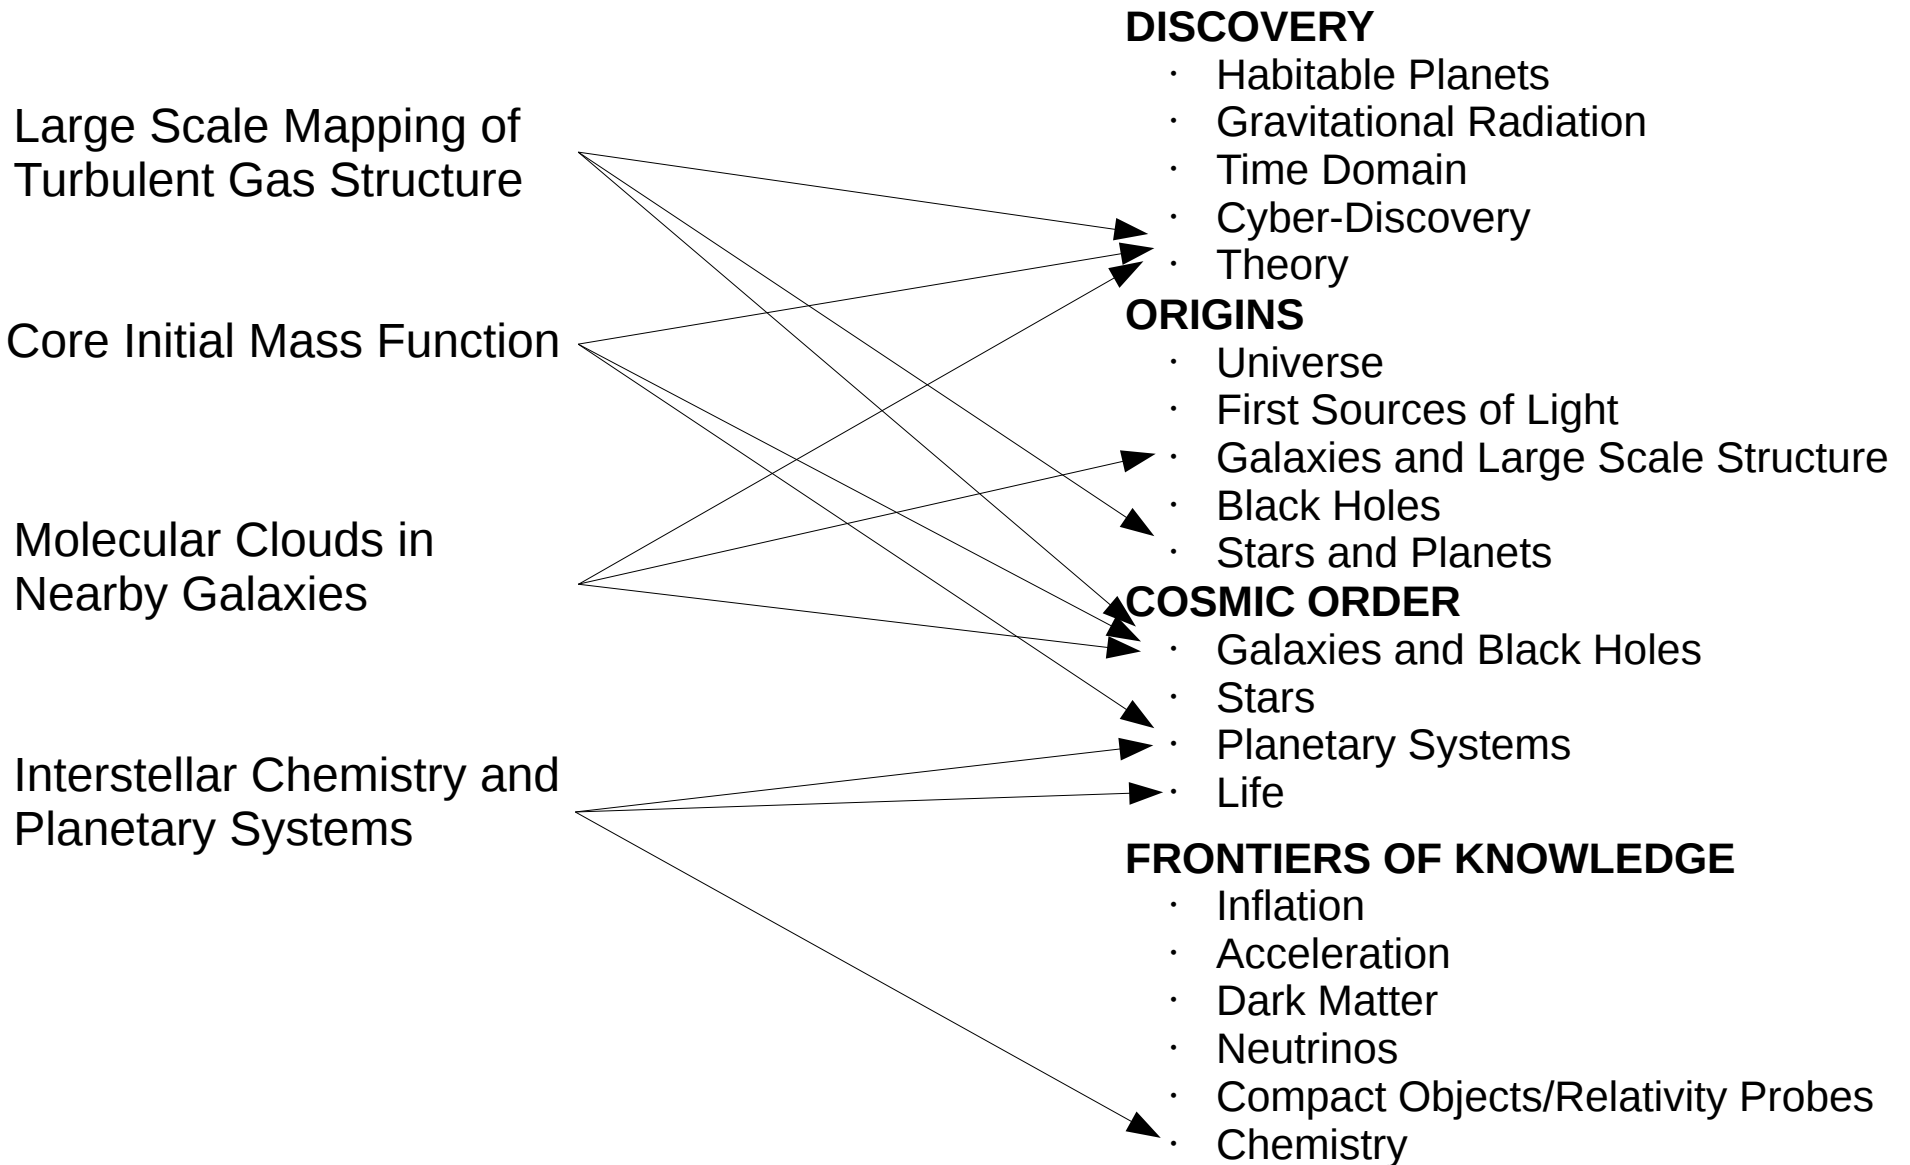 Large Scale Mapping of
Turbulent Gas Structure
Core Initial Mass Function
Molecular Clouds in
Nearby Galaxies
Interstellar Chemistry and
Planetary Systems
DISCOVERY
· Habitable Planets
· Gravitational Radiation
· Time Domain
· Cyber-Discovery
· Theory
ORIGINS
· Universe
· First Sources of Light
· Galaxies and Large Scale Structure
· Black Holes
· Stars and Planets
COSMIC ORDER
· Galaxies and Black Holes
· Stars
· Planetary Systems
· Life
FRONTIERS OF KNOWLEDGE
· Inflation
· Acceleration
· Dark Matter
· Neutrinos
· Compact Objects/Relativity Probes
· Chemistry